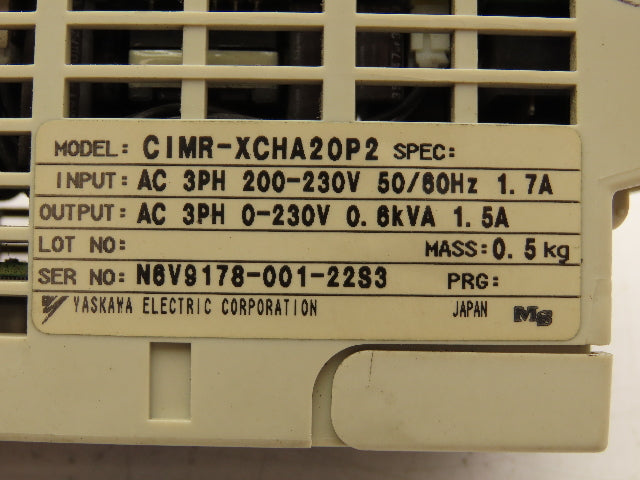 MODEL: CIMR-XCHA20P2 SPEC:
INPUT: AC 3PH 200-230V 50/60Hz 1.7A
OUTPUT: AC 3PH 0-230V 0.6kVA 1.5A
LOT NO: MASS: 0.5 kg
SER NO: N6V9178-001-22S3 PRG:
YASKAWA ELECTRIC CORPORATION JAPAN MS